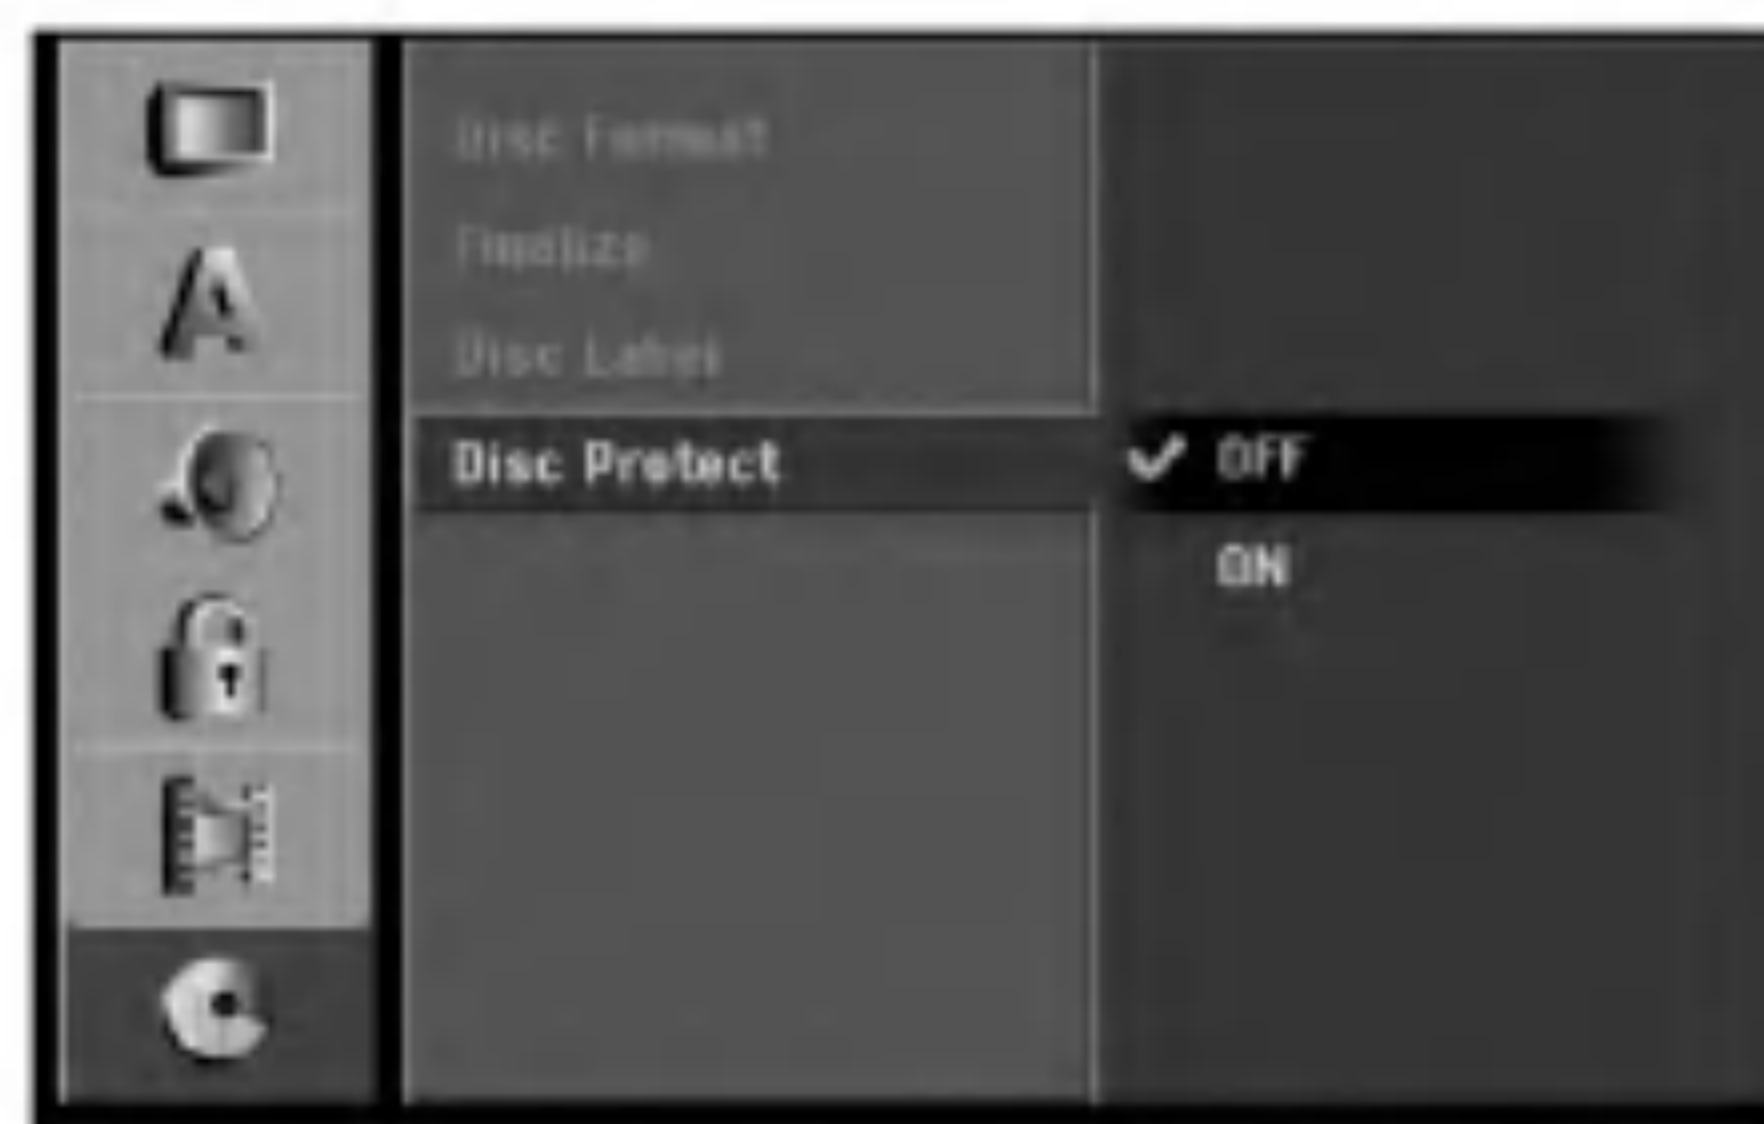 Disc Format
Finalize
Disc Label
Disc Protect
✔ OFF
ON